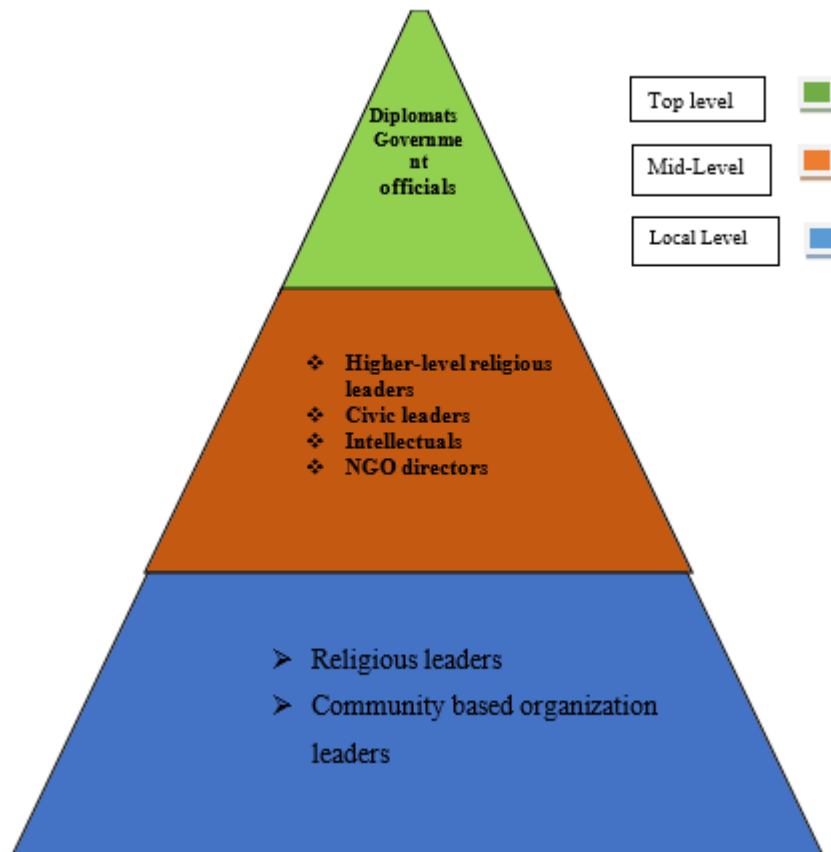 Diplomats
Governme
nt
officials
Top level
Mid-Level
Local Level
❖ Higher-level religious
leaders
❖ Civic leaders
❖ Intellectuals
❖ NGO directors
➢ Religious leaders
➢ Community based organization
leaders